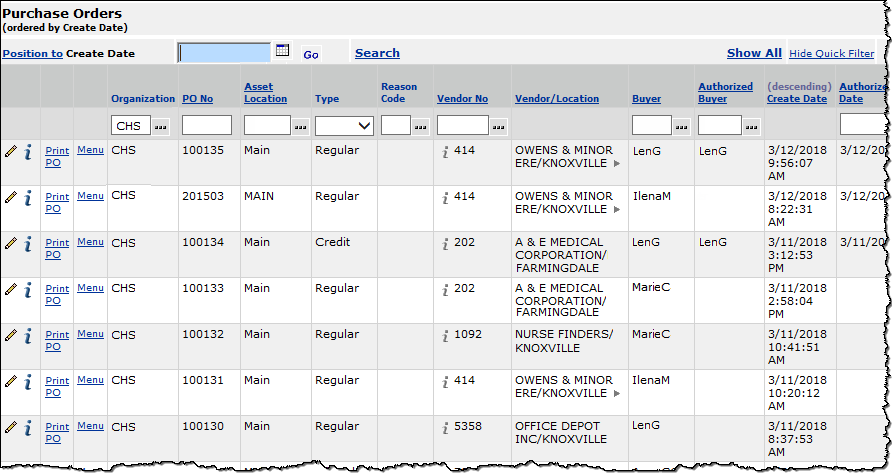 Purchase Orders
(ordered by Create Date)
Position to Create Date Go Search Show All Hide Quick Filter
Organization PO No Asset Location Type Reason Code Vendor No Vendor/Location Buyer Authorized Buyer (descending) Create Date Authorize Date
CHS ... ... ... ... ... ...
Print PO Menu CHS 100135 Main Regular i 414 OWENS & MINOR ERE/KNOXVILLE LenG LenG 3/12/2018 9:56:07 AM 3/12/20
Print PO Menu CHS 201503 MAIN Regular i 414 OWENS & MINOR ERE/KNOXVILLE IlenaM 3/12/2018 8:22:31 AM 3/12/20
Print PO Menu CHS 100134 Main Credit i 202 A & E MEDICAL CORPORATION/ FARMINGDALE LenG LenG 3/11/2018 3:12:53 PM 3/11/20
Print PO Menu CHS 100133 Main Regular i 202 A & E MEDICAL CORPORATION/ FARMINGDALE MarieC 3/11/2018 2:58:04 PM
Print PO Menu CHS 100132 Main Regular i 1092 NURSE FINDERS/ KNOXVILLE MarieC 3/11/2018 10:41:51 AM
Print PO Menu CHS 100131 Main Regular i 414 OWENS & MINOR ERE/KNOXVILLE IlenaM 3/11/2018 10:20:12 AM
Print PO Menu CHS 100130 Main Regular i 5358 OFFICE DEPOT INC/KNOXVILLE LenG 3/11/2018 8:37:53 AM